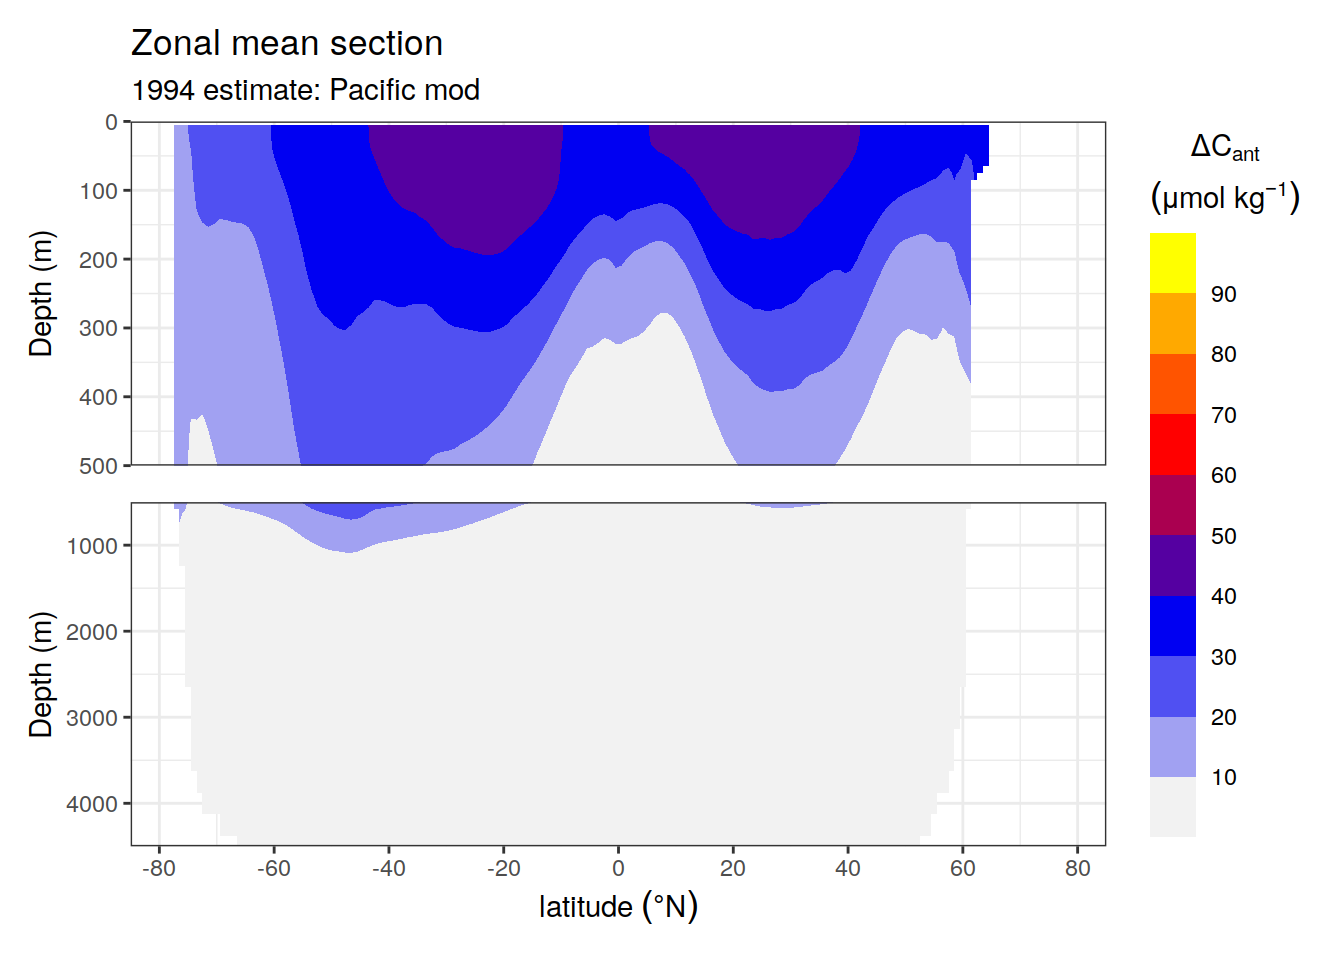 Zonal mean section
1994 estimate: Pacific mod
0
100
200
300
400
500
Depth (m)
1000
2000
3000
4000
Depth (m)
-80 -60 -40 -20 0 20 40 60 80
latitude (°N)
ΔCant
(μmol kg⁻¹)
90
80
70
60
50
40
30
20
10